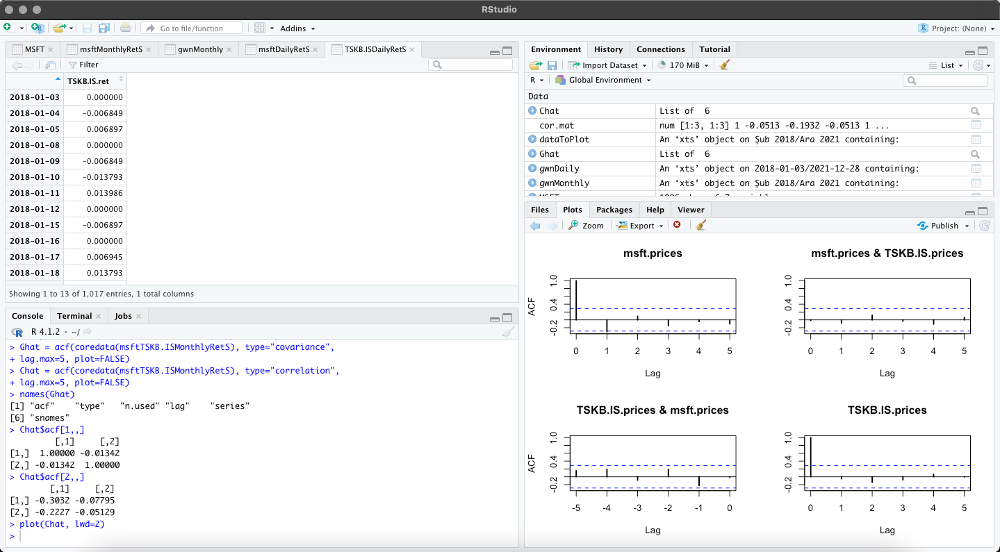 RStudio
Go to file/function
Addins
Project: (None)
MSFT
msftMonthlyRetS
gwnMonthly
msftDailyRetS
TSKB.ISDailyRetS
Filter
TSKB.IS.ret
2018-01-03 0.000000
2018-01-04 -0.006849
2018-01-05 0.006897
2018-01-08 0.000000
2018-01-09 -0.006849
2018-01-10 -0.013793
2018-01-11 0.013986
2018-01-12 0.000000
2018-01-15 -0.006897
2018-01-16 0.000000
2018-01-17 0.006945
2018-01-18 0.013793
Showing 1 to 13 of 1,017 entries, 1 total columns
Console Terminal Jobs
R 4.1.2 · ~/
> Ghat = acf(coredata(msftTSKB.ISMonthlyRetS), type="covariance",
+ lag.max=5, plot=FALSE)
> Chat = acf(coredata(msftTSKB.ISMonthlyRetS), type="correlation",
+ lag.max=5, plot=FALSE)
> names(Ghat)
[1] "acf" "type" "n.used" "lag" "series"
[6] "snames"
> Chat$acf[1,,]
[,1] [,2]
[1,] 1.00000 -0.01342
[2,] -0.01342 1.00000
> Chat$acf[2,,]
[,1] [,2]
[1,] -0.3032 -0.07795
[2,] -0.2227 -0.05129
> plot(Chat, lwd=2)
>
Environment History Connections Tutorial
Import Dataset 170 MiB List
R Global Environment
Data
Chat List of 6
cor.mat num [1:3, 1:3] 1 -0.0513 -0.1932 -0.0513 1 ...
dataToPlot An ‘xts’ object on Şub 2018/Ara 2021 containing:
Ghat List of 6
gwnDaily An ‘xts’ object on 2018-01-03/2021-12-28 containing:
gwnMonthly An ‘xts’ object on Şub 2018/Ara 2021 containing:
Files Plots Packages Help Viewer
Zoom Export Publish
msft.prices
ACF
1.0
0.4
-0.2
0 1 2 3 4 5
Lag
msft.prices & TSKB.IS.prices
1.0
0.4
-0.2
0 1 2 3 4 5
Lag
TSKB.IS.prices & msft.prices
ACF
1.0
0.4
-0.2
-5 -4 -3 -2 -1 0
Lag
TSKB.IS.prices
1.0
0.4
-0.2
0 1 2 3 4 5
Lag